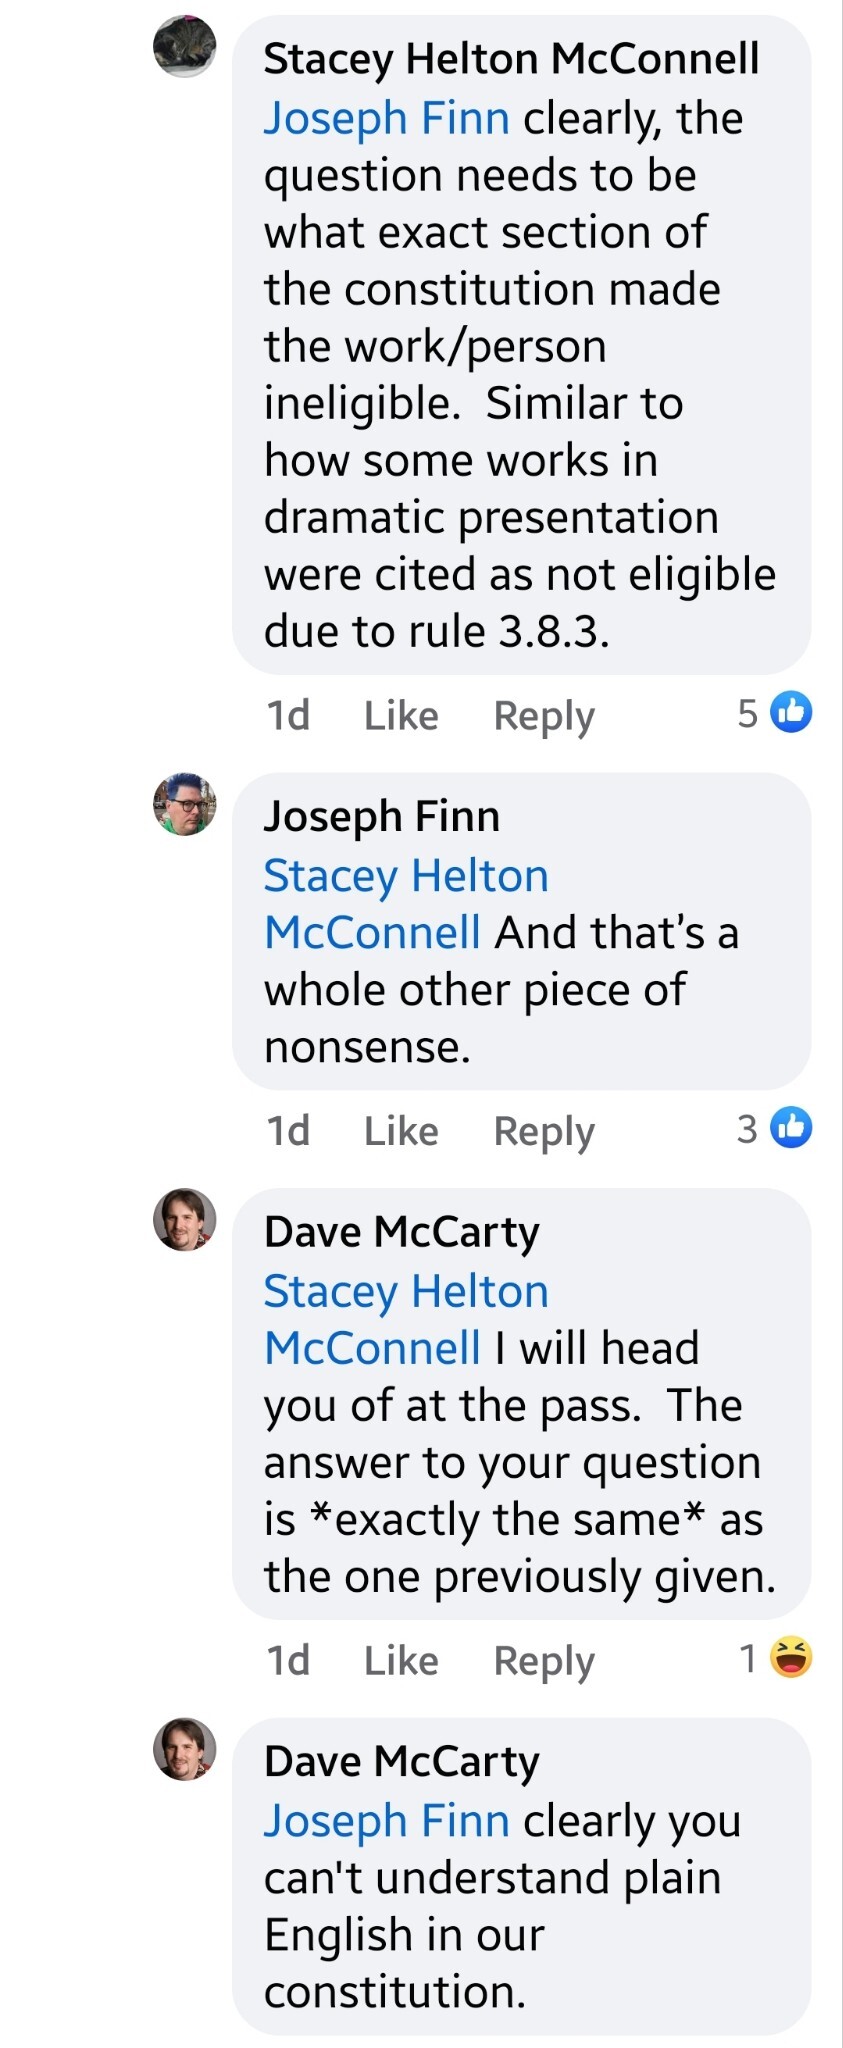 Stacey Helton McConnell
Joseph Finn clearly, the
question needs to be
what exact section of
the constitution made
the work/person
ineligible.  Similar to
how some works in
dramatic presentation
were cited as not eligible
due to rule 3.8.3.
1d Like Reply 5
Joseph Finn
Stacey Helton
McConnell And that's a
whole other piece of
nonsense.
1d Like Reply 3
Dave McCarty
Stacey Helton
McConnell I will head
you of at the pass.  The
answer to your question
is *exactly the same* as
the one previously given.
1d Like Reply 1
Dave McCarty
Joseph Finn clearly you
can't understand plain
English in our
constitution.